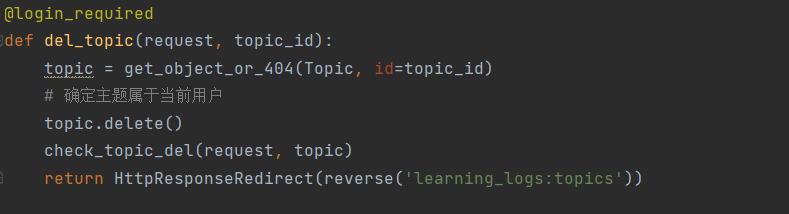 @login_required
def del_topic(request, topic_id):
    topic = get_object_or_404(Topic, id=topic_id)
    # 确定主题属于当前用户
    topic.delete()
    check_topic_del(request, topic)
    return HttpResponseRedirect(reverse('learning_logs:topics'))